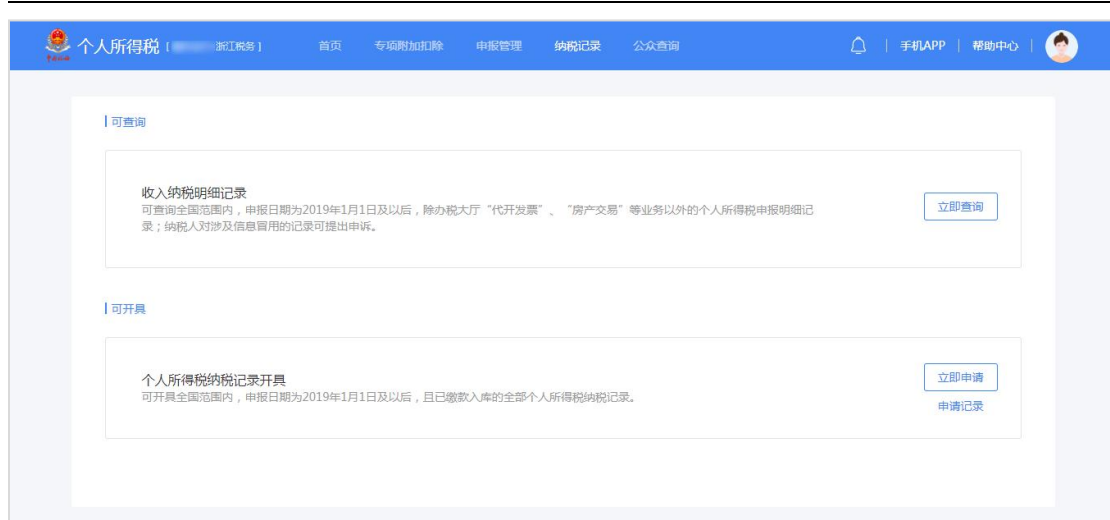 个人所得税 [ 浙江税务 ] 首页 专项附加扣除 申报管理 纳税记录 公众查询 | 手机APP | 帮助中心 |
可查询
收入纳税明细记录
可查询全国范围内，申报日期为2019年1月1日及以后，除办税大厅“代开发票”、“房产交易”等业务以外的个人所得税申报明细记
录；纳税人对涉及信息冒用的记录可提出申诉。
立即查询
可开具
个人所得税纳税记录开具
可开具全国范围内，申报日期为2019年1月1日及以后，且已缴款入库的全部个人所得税纳税记录。
立即申请
申请记录